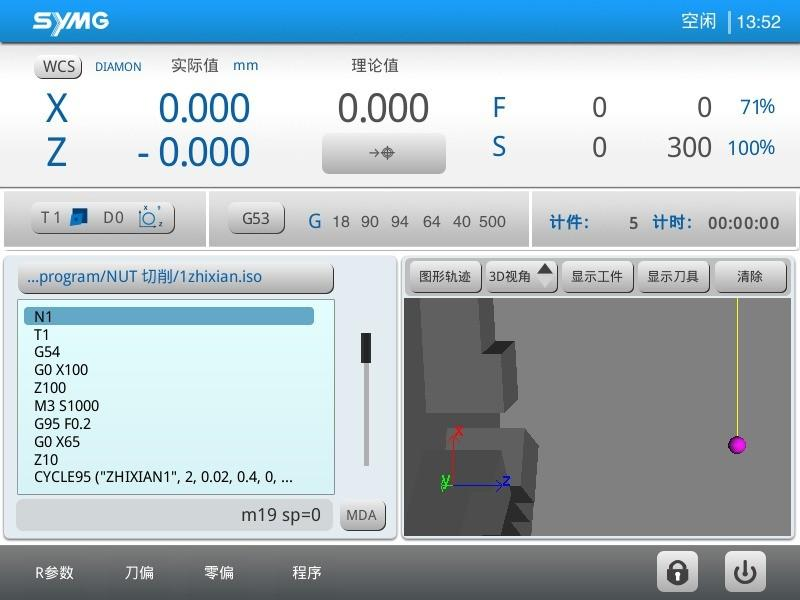 SYMG 空闲 13:52
WCS DIAMON 实际值 mm 理论值
X 0.000 0.000 F 0 0 71%
Z - 0.000 S 0 300 100%
T 1 D0 X Z G53 G 18 90 94 64 40 500 计件： 5 计时： 00:00:00
...program/NUT 切削/1zhixian.iso
图形轨迹 3D视角 显示工件 显示刀具 清除
N1
T1
G54
G0 X100
Z100
M3 S1000
G95 F0.2
G0 X65
Z10
CYCLE95 ("ZHIXIAN1", 2, 0.02, 0.4, 0, ...
x
y z
m19 sp=0 MDA
R参数 刀偏 零偏 程序